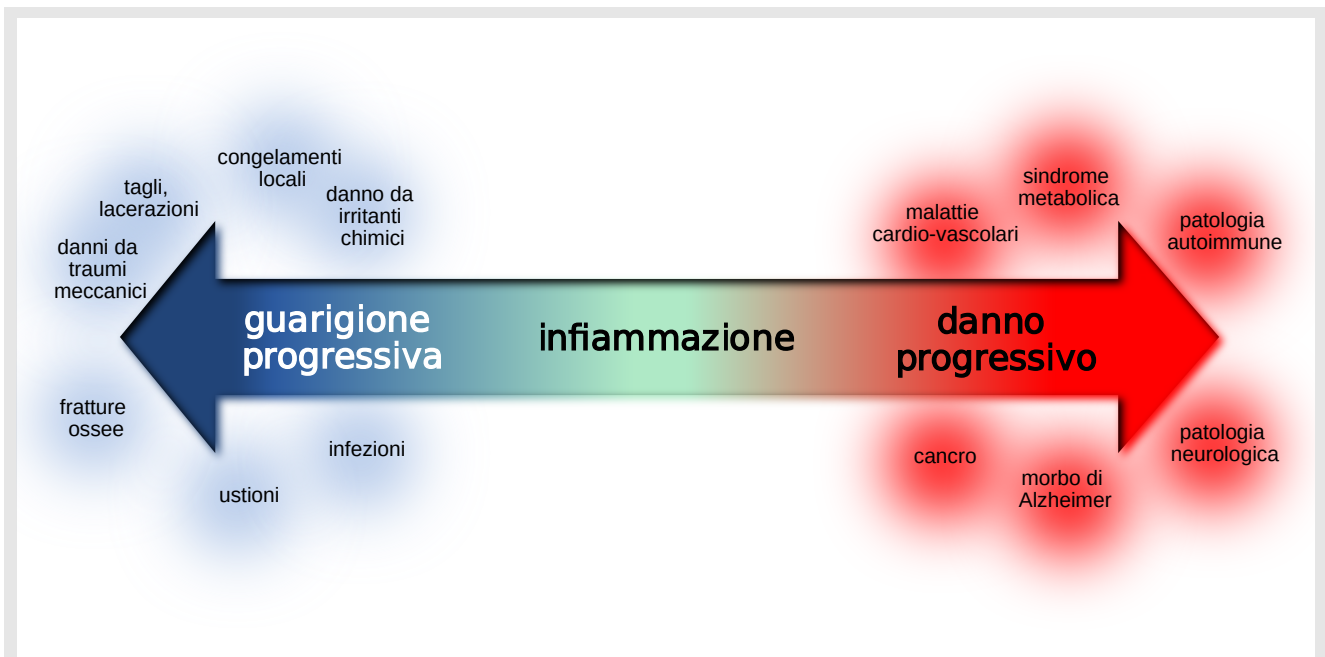 congelamenti
locali
tagli,
lacerazioni
danno da
irritanti
chimici
danni da
traumi
meccanici
sindrome
metabolica
malattie
cardio-vascolari
patologia
autoimmune
guarigione
progressiva
infiammazione
danno
progressivo
fratture
ossee
infezioni
ustioni
cancro
morbo di
Alzheimer
patologia
neurologica